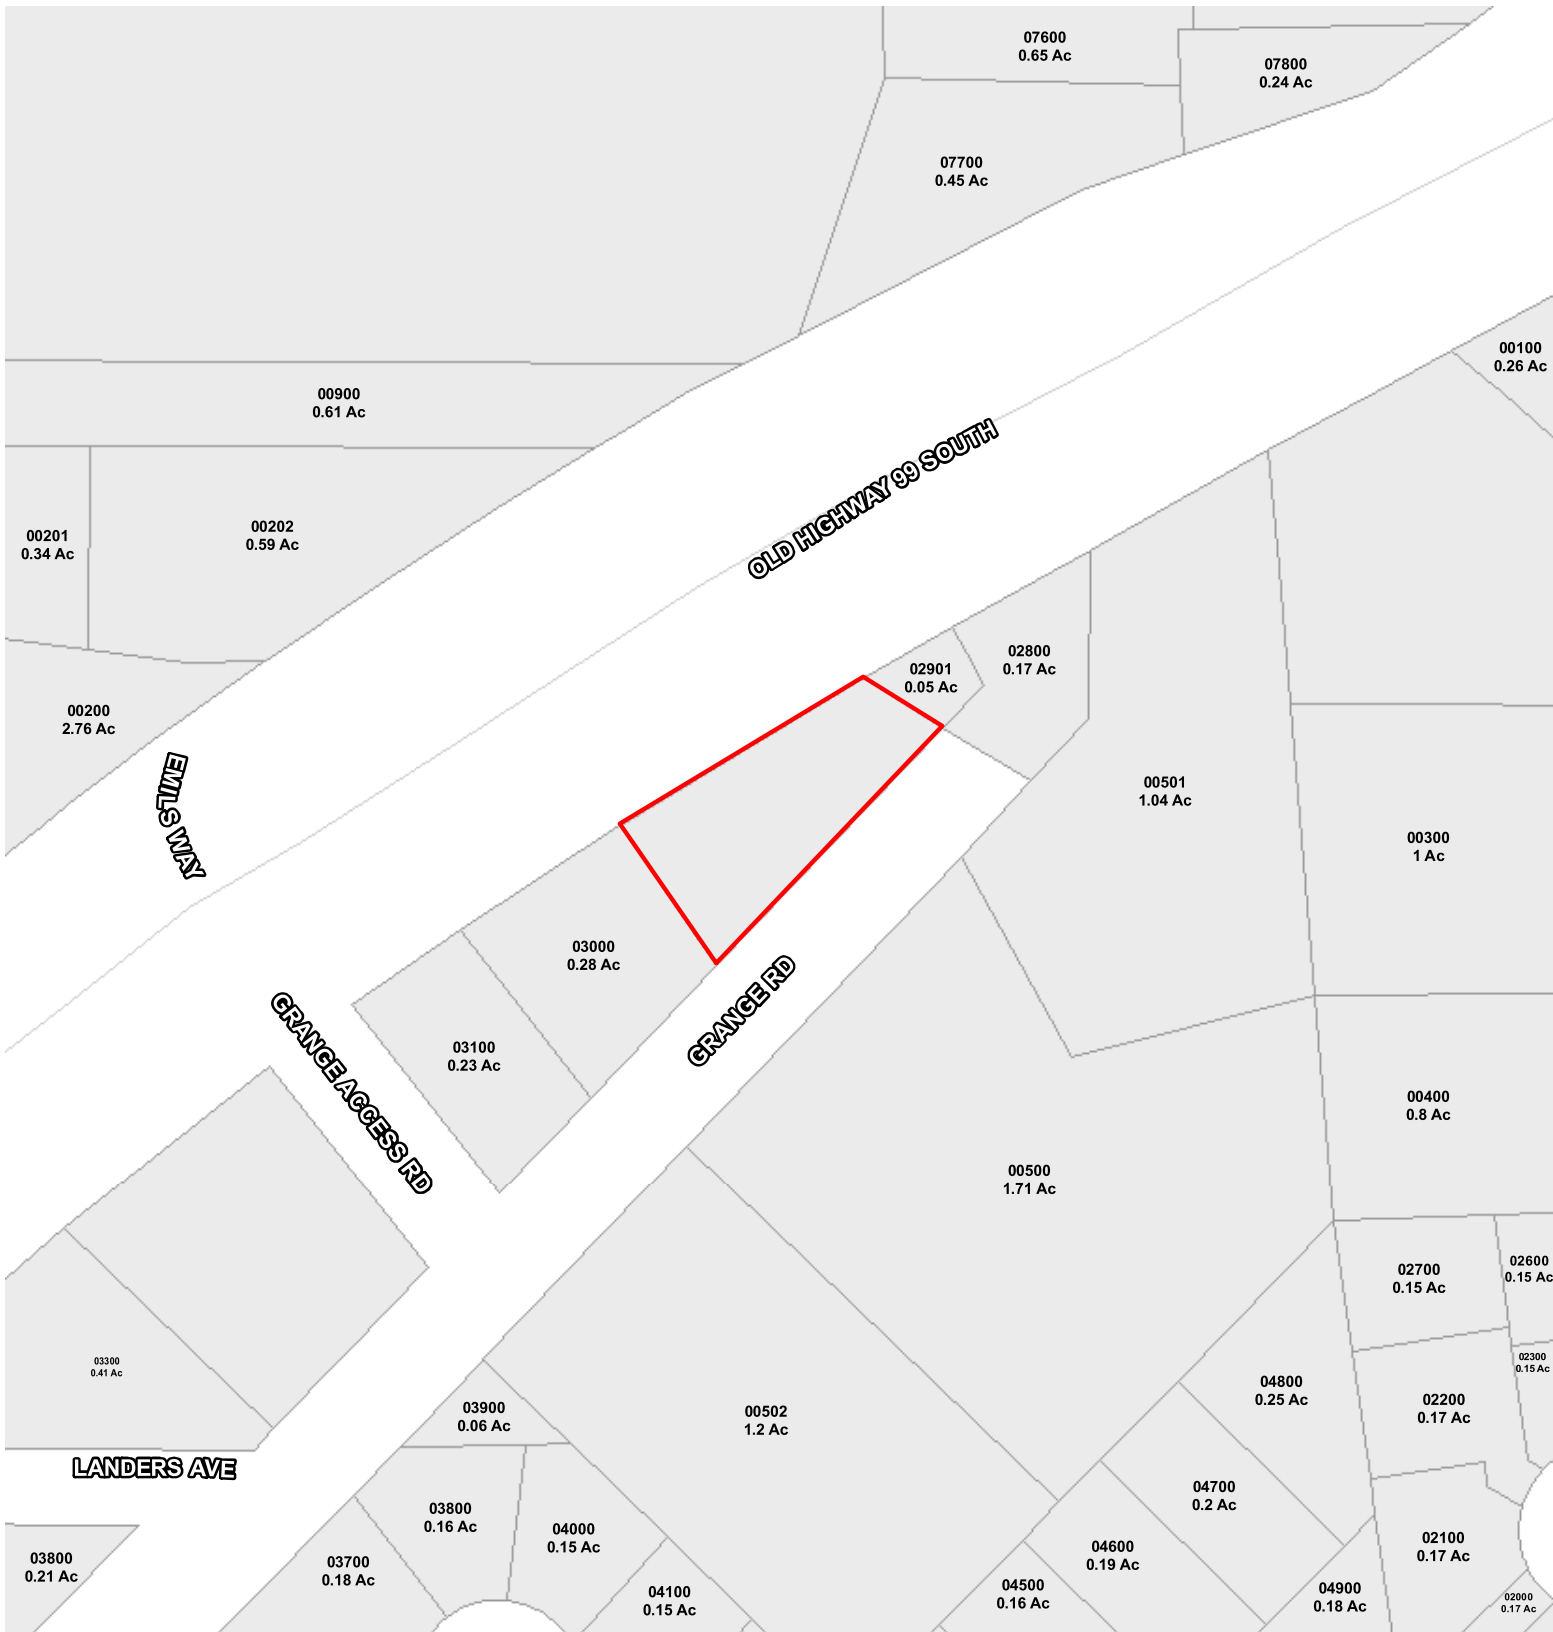 07600
0.65 Ac
07800
0.24 Ac
07700
0.45 Ac
00100
0.26 Ac
00900
0.61 Ac
OLD HIGHWAY 99 SOUTH
00201
0.34 Ac
00202
0.59 Ac
02901
0.05 Ac
02800
0.17 Ac
00200
2.76 Ac
EMILS WAY
00501
1.04 Ac
00300
1 Ac
03000
0.28 Ac
GRANGE RD
03100
0.23 Ac
GRANGE ACCESS RD
00400
0.8 Ac
00500
1.71 Ac
02700
0.15 Ac
02600
0.15 Ac
03300
0.41 Ac
02300
0.15 Ac
04800
0.25 Ac
02200
0.17 Ac
03900
0.06 Ac
00502
1.2 Ac
LANDERS AVE
04700
0.2 Ac
03800
0.16 Ac
04000
0.15 Ac
02100
0.17 Ac
04600
0.19 Ac
03800
0.21 Ac
03700
0.18 Ac
04100
0.15 Ac
04500
0.16 Ac
04900
0.18 Ac
02000
0.17 Ac